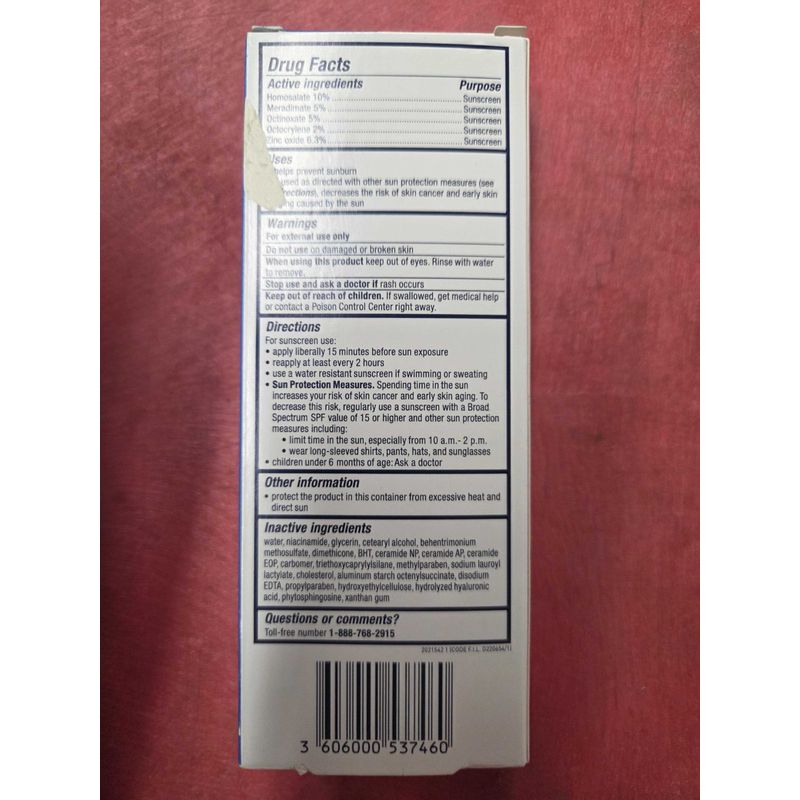 Drug Facts
Active ingredients Purpose
Homosalate 10% ........ Sunscreen
Meradimate 5% ........ Sunscreen
Octinoxate 5% ........ Sunscreen
Octocrylene 2% ........ Sunscreen
Zinc oxide 6.3% ........ Sunscreen
Uses
helps prevent sunburn
used as directed with other sun protection measures (see
), decreases the risk of skin cancer and early skin
caused by the sun
Warnings
For external use only
Do not use on damaged or broken skin
When using this product keep out of eyes. Rinse with water
to remove.
Stop use and ask a doctor if rash occurs
Keep out of reach of children. If swallowed, get medical help
or contact a Poison Control Center right away.
Directions
For sunscreen use:
• apply liberally 15 minutes before sun exposure
• reapply at least every 2 hours
• use a water resistant sunscreen if swimming or sweating
• Sun Protection Measures. Spending time in the sun
increases your risk of skin cancer and early skin aging. To
decrease this risk, regularly use a sunscreen with a Broad
Spectrum SPF value of 15 or higher and other sun protection
measures including:
• limit time in the sun, especially from 10 a.m.- 2 p.m.
• wear long-sleeved shirts, pants, hats, and sunglasses
• children under 6 months of age: Ask a doctor
Other information
• protect the product in this container from excessive heat and
direct sun
Inactive ingredients
water, niacinamide, glycerin, cetearyl alcohol, behentrimonium
methosulfate, dimethicone, BHT, ceramide NP, ceramide AP, ceramide
EOP, carbomer, triethoxycaprylylsilane, methylparaben, sodium lauroyl
lactylate, cholesterol, aluminum starch octenylsuccinate, disodium
EDTA, propylparaben, hydroxyethylcellulose, hydrolyzed hyaluronic
acid, phytosphingosine, xanthan gum
Questions or comments?
Toll-free number 1-888-768-2915
2021542 1 [CODE F.I.L. D220654/1]
3 606000 537460